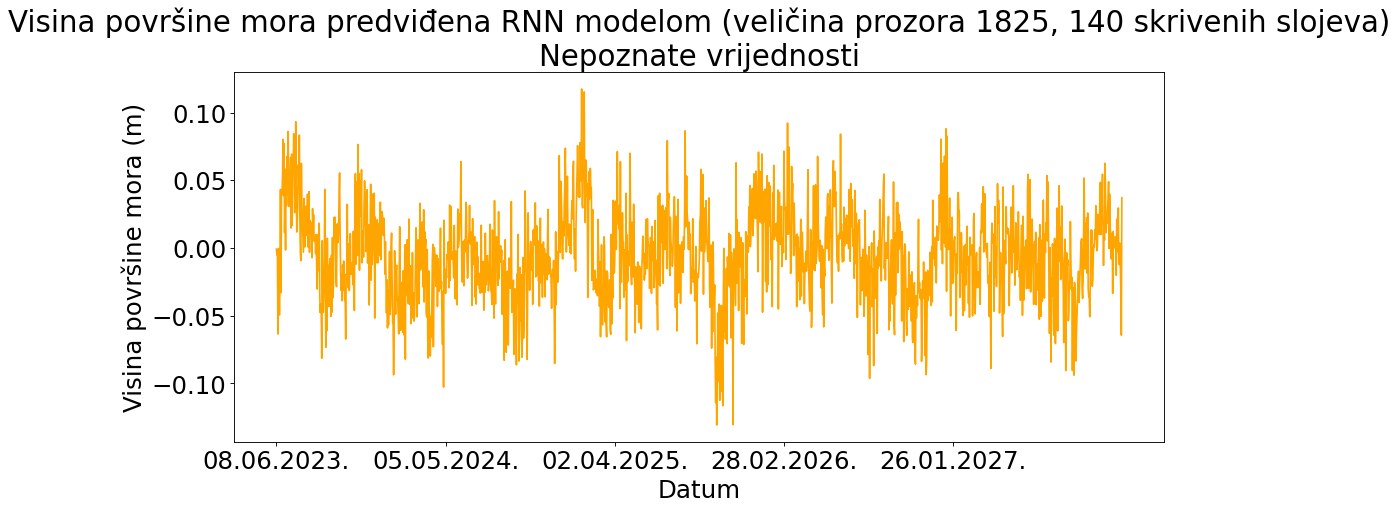 Visina površine mora predviđena RNN modelom (veličina prozora 1825, 140 skrivenih slojeva)
Nepoznate vrijednosti
Visina površine mora (m)
0.10
0.05
0.00
−0.05
−0.10
08.06.2023. 05.05.2024. 02.04.2025. 28.02.2026. 26.01.2027.
Datum